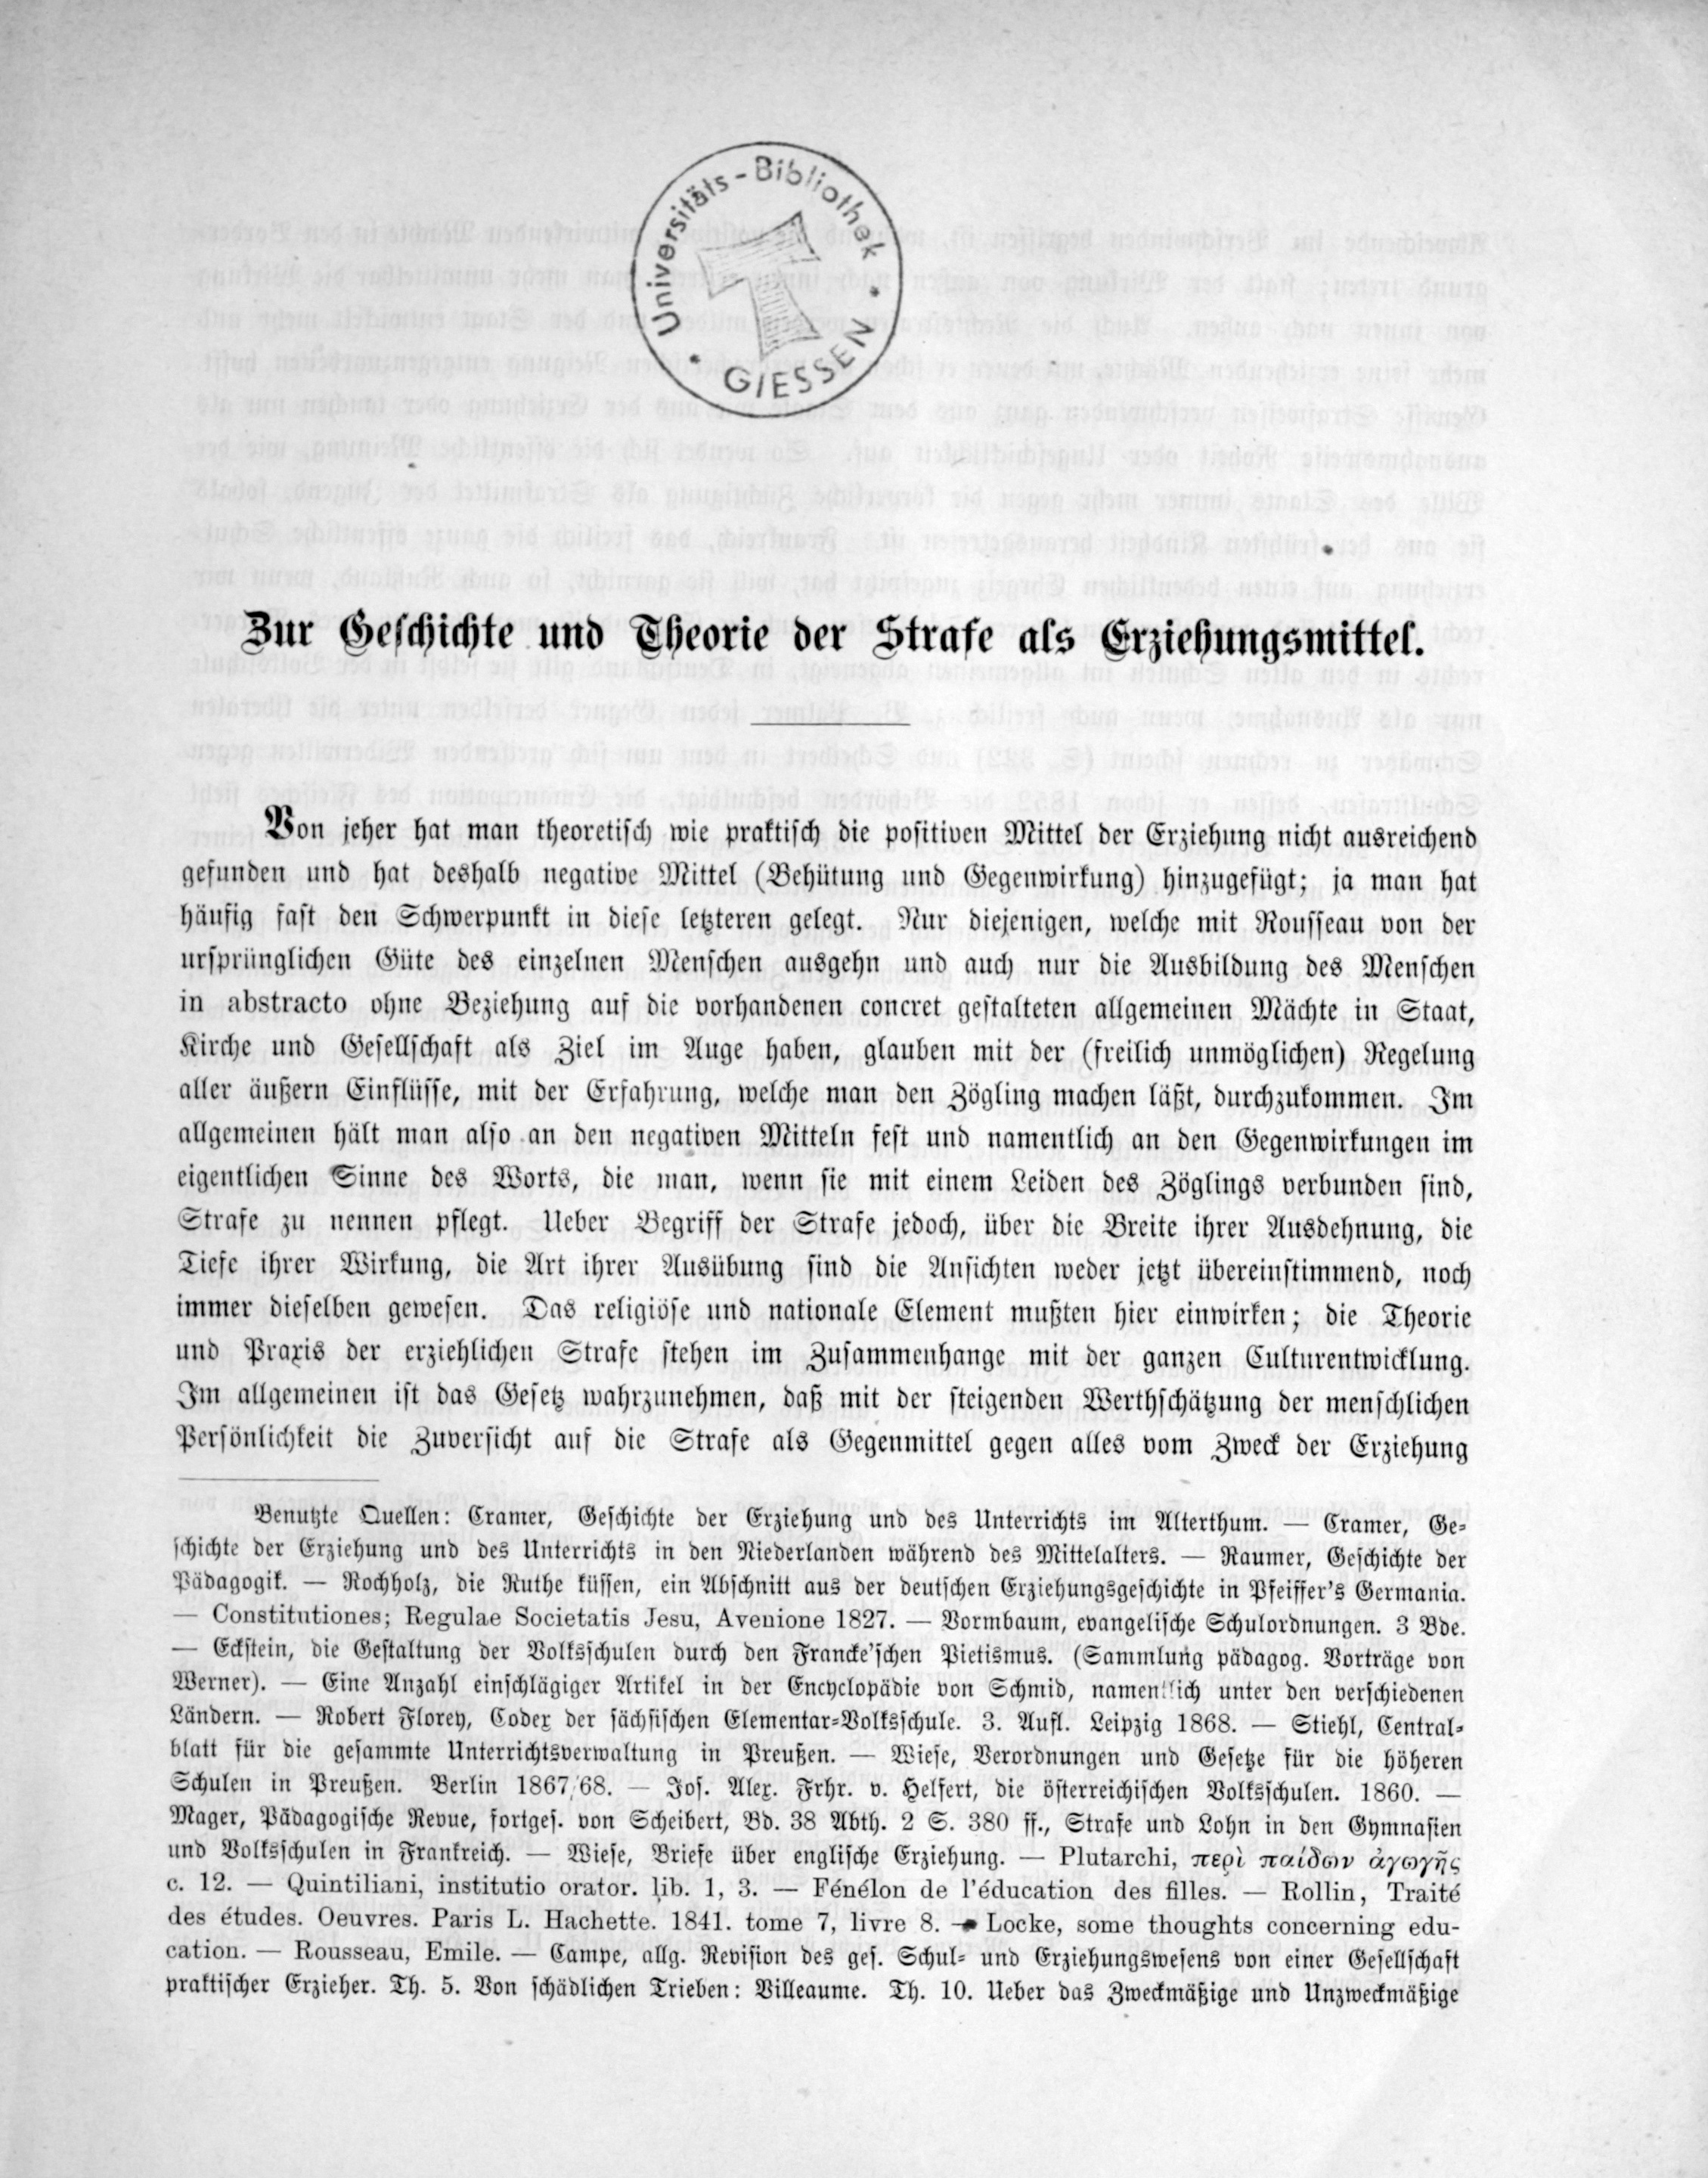 Universitäts-Bibliothek
GIESSEN
Zur Geschichte und Theorie der Strafe als Erziehungsmittel.
Von jeher hat man theoretisch wie praktisch die positiven Mittel der Erziehung nicht ausreichend
gefunden und hat deshalb negative Mittel (Behütung und Gegenwirkung) hinzugefügt; ja man hat
häufig fast den Schwerpunkt in diese letzteren gelegt. Nur diejenigen, welche mit Rousseau von der
ursprünglichen Güte des einzelnen Menschen ausgehn und auch nur die Ausbildung des Menschen
in abstracto ohne Beziehung auf die vorhandenen concret gestalteten allgemeinen Mächte in Staat,
Kirche und Gesellschaft als Ziel im Auge haben, glauben mit der (freilich unmöglichen) Regelung
aller äußern Einflüsse, mit der Erfahrung, welche man den Zögling machen läßt, durchzukommen. Im
allgemeinen hält man also an den negativen Mitteln fest und namentlich an den Gegenwirkungen im
eigentlichen Sinne des Worts, die man, wenn sie mit einem Leiden des Zöglings verbunden sind,
Strafe zu nennen pflegt. Ueber Begriff der Strafe jedoch, über die Breite ihrer Ausdehnung, die
Tiefe ihrer Wirkung, die Art ihrer Ausübung sind die Ansichten weder jetzt übereinstimmend, noch
immer dieselben gewesen. Das religiöse und nationale Element mußten hier einwirken; die Theorie
und Praxis der erziehlichen Strafe stehen im Zusammenhange mit der ganzen Culturentwicklung.
Im allgemeinen ist das Gesetz wahrzunehmen, daß mit der steigenden Werthschätzung der menschlichen
Persönlichkeit die Zuversicht auf die Strafe als Gegenmittel gegen alles vom Zweck der Erziehung
Benutzte Quellen: Cramer, Geschichte der Erziehung und des Unterrichts im Alterthum. — Cramer, Ge-
schichte der Erziehung und des Unterrichts in den Niederlanden während des Mittelalters. — Raumer, Geschichte der
Pädagogik. — Rochholz, die Ruthe küssen, ein Abschnitt aus der deutschen Erziehungsgeschichte in Pfeiffer's Germania.
— Constitutiones; Regulae Societatis Jesu, Avenione 1827. — Vormbaum, evangelische Schulordnungen. 3 Bde.
— Eckstein, die Gestaltung der Volksschulen durch den Francke'schen Pietismus. (Sammlung pädagog. Vorträge von
Werner). — Eine Anzahl einschlägiger Artikel in der Encyclopädie von Schmid, namentlich unter den verschiedenen
Ländern. — Robert Florey, Codex der sächsischen Elementar-Volksschule. 3. Aufl. Leipzig 1868. — Stiehl, Central-
blatt für die gesammte Unterrichtsverwaltung in Preußen. — Wiese, Verordnungen und Gesetze für die höheren
Schulen in Preußen. Berlin 1867/68. — Jos. Alex. Frhr. v. Helfert, die österreichischen Volksschulen. 1860. —
Mager, Pädagogische Revue, fortges. von Scheibert, Bd. 38 Abth. 2 S. 380 ff., Strafe und Lohn in den Gymnasien
und Volksschulen in Frankreich. — Wiese, Briefe über englische Erziehung. — Plutarchi, περὶ παίδων ἀγωγῆς
c. 12. — Quintiliani, institutio orator. lib. 1, 3. — Fénélon de l'éducation des filles. — Rollin, Traité
des études. Oeuvres. Paris L. Hachette. 1841. tome 7, livre 8. — Locke, some thoughts concerning edu-
cation. — Rousseau, Emile. — Campe, allg. Revision des ges. Schul- und Erziehungswesens von einer Gesellschaft
praktischer Erzieher. Th. 5. Von schädlichen Trieben: Villeaume. Th. 10. Ueber das Zweckmäßige und Unzweckmäßige